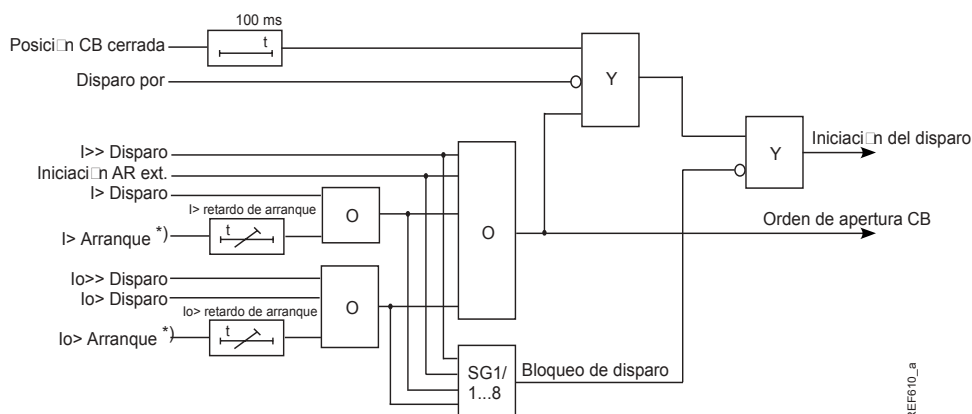 100 ms
t
Posici□n CB cerrada
Disparo por
Y
Y
Iniciaci□n del disparo
I>> Disparo
Iniciaci□n AR ext.
I> Disparo
I> retardo de arranque
O
t
I> Arranque *)
O
Orden de apertura CB
Io>> Disparo
Io> Disparo
Io> retardo de arranque
O
t
Io> Arranque *)
SG1/
1...8
Bloqueo de disparo
REF610_a